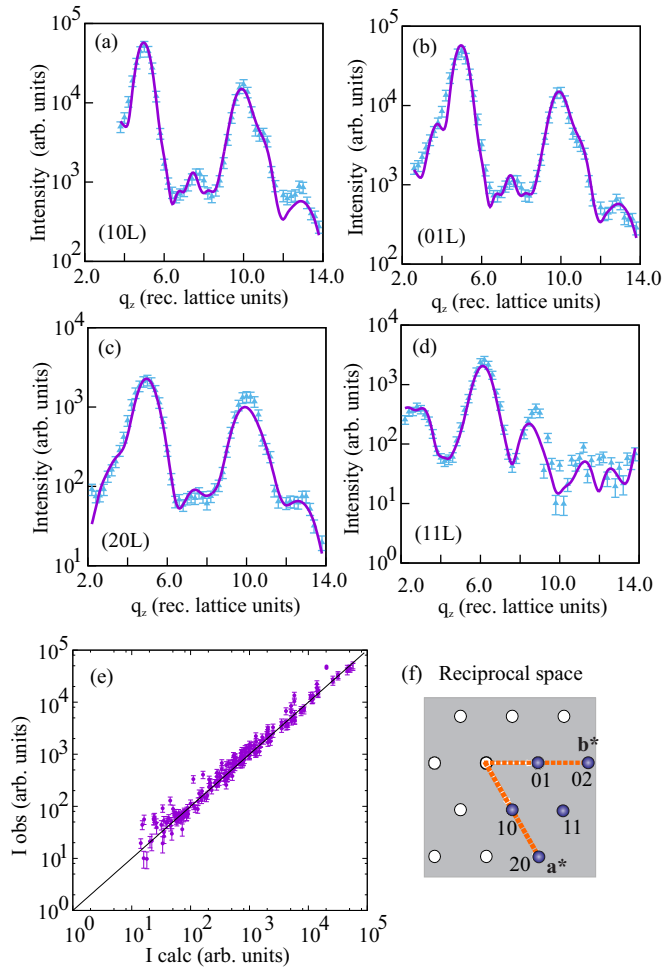 (a)
Intensity (arb. units)
10^5
10^4
10^3
10^2
(10L)
2.0 6.0 10.0 14.0
q_z (rec. lattice units)
(b)
Intensity (arb. units)
10^5
10^4
10^3
10^2
(01L)
2.0 6.0 10.0 14.0
q_z (rec. lattice units)
(c)
Intensity (arb. units)
10^4
10^3
10^2
10^1
(20L)
2.0 6.0 10.0 14.0
q_z (rec. lattice units)
(d)
Intensity (arb. units)
10^4
10^3
10^2
10^1
10^0
(11L)
2.0 6.0 10.0 14.0
q_z (rec. lattice units)
(e)
I obs (arb. units)
10^5
10^4
10^3
10^2
10^1
10^0
10^0 10^1 10^2 10^3 10^4 10^5
I calc (arb. units)
(f) Reciprocal space
b*
01 02
10 11
20 a*